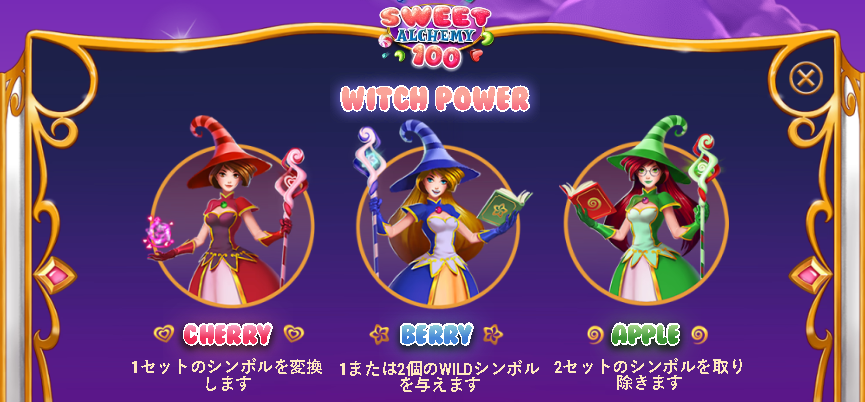 SWEET
ALCHEMY
100
WITCH POWER
CHERRY
1セットのシンボルを変換
します
BERRY
1または2個のWILDシンボル
を与えます
APPLE
2セットのシンボルを取り
除きます